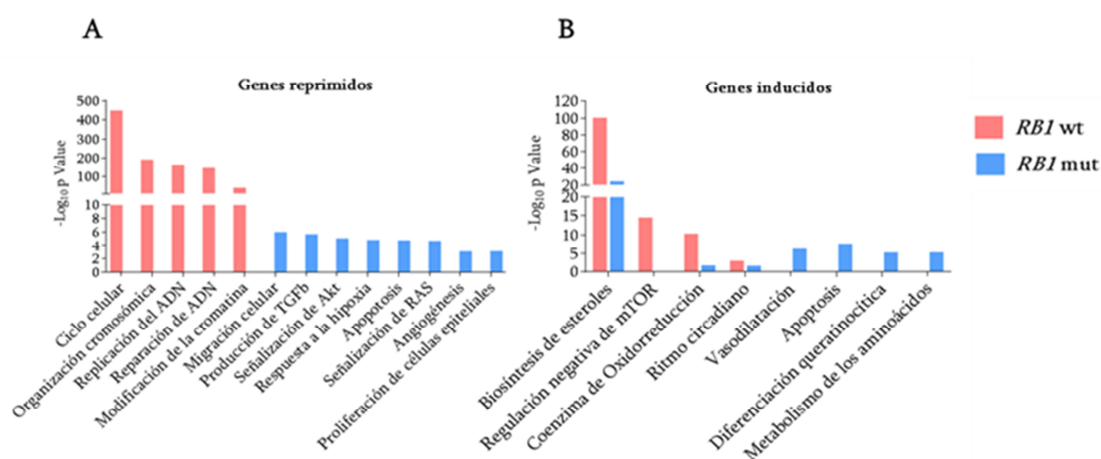 A
B
Genes reprimidos
500
400
300
200
100
10
8
6
4
2
0
-Log10 p Value
Ciclo celular
Organización cromosómica
Replicación del ADN
Reparación de ADN
Modificación de la cromatina
Migración celular
Producción de TGFb
Señalización de Akt
Respuesta a la hipoxia
Apoptosis
Señalización de RAS
Angiogénesis
Proliferación de células epiteliales
Genes inducidos
120
100
80
60
40
20
20
15
10
5
0
-Log10 p Value
Biosíntesis de esteroles
Regulación negativa de mTOR
Coenzima de Oxidorreducción
Ritmo circadiano
Vasodilatación
Apoptosis
Diferenciación queratinocítica
Metabolismo de los aminoácidos
RB1 wt
RB1 mut